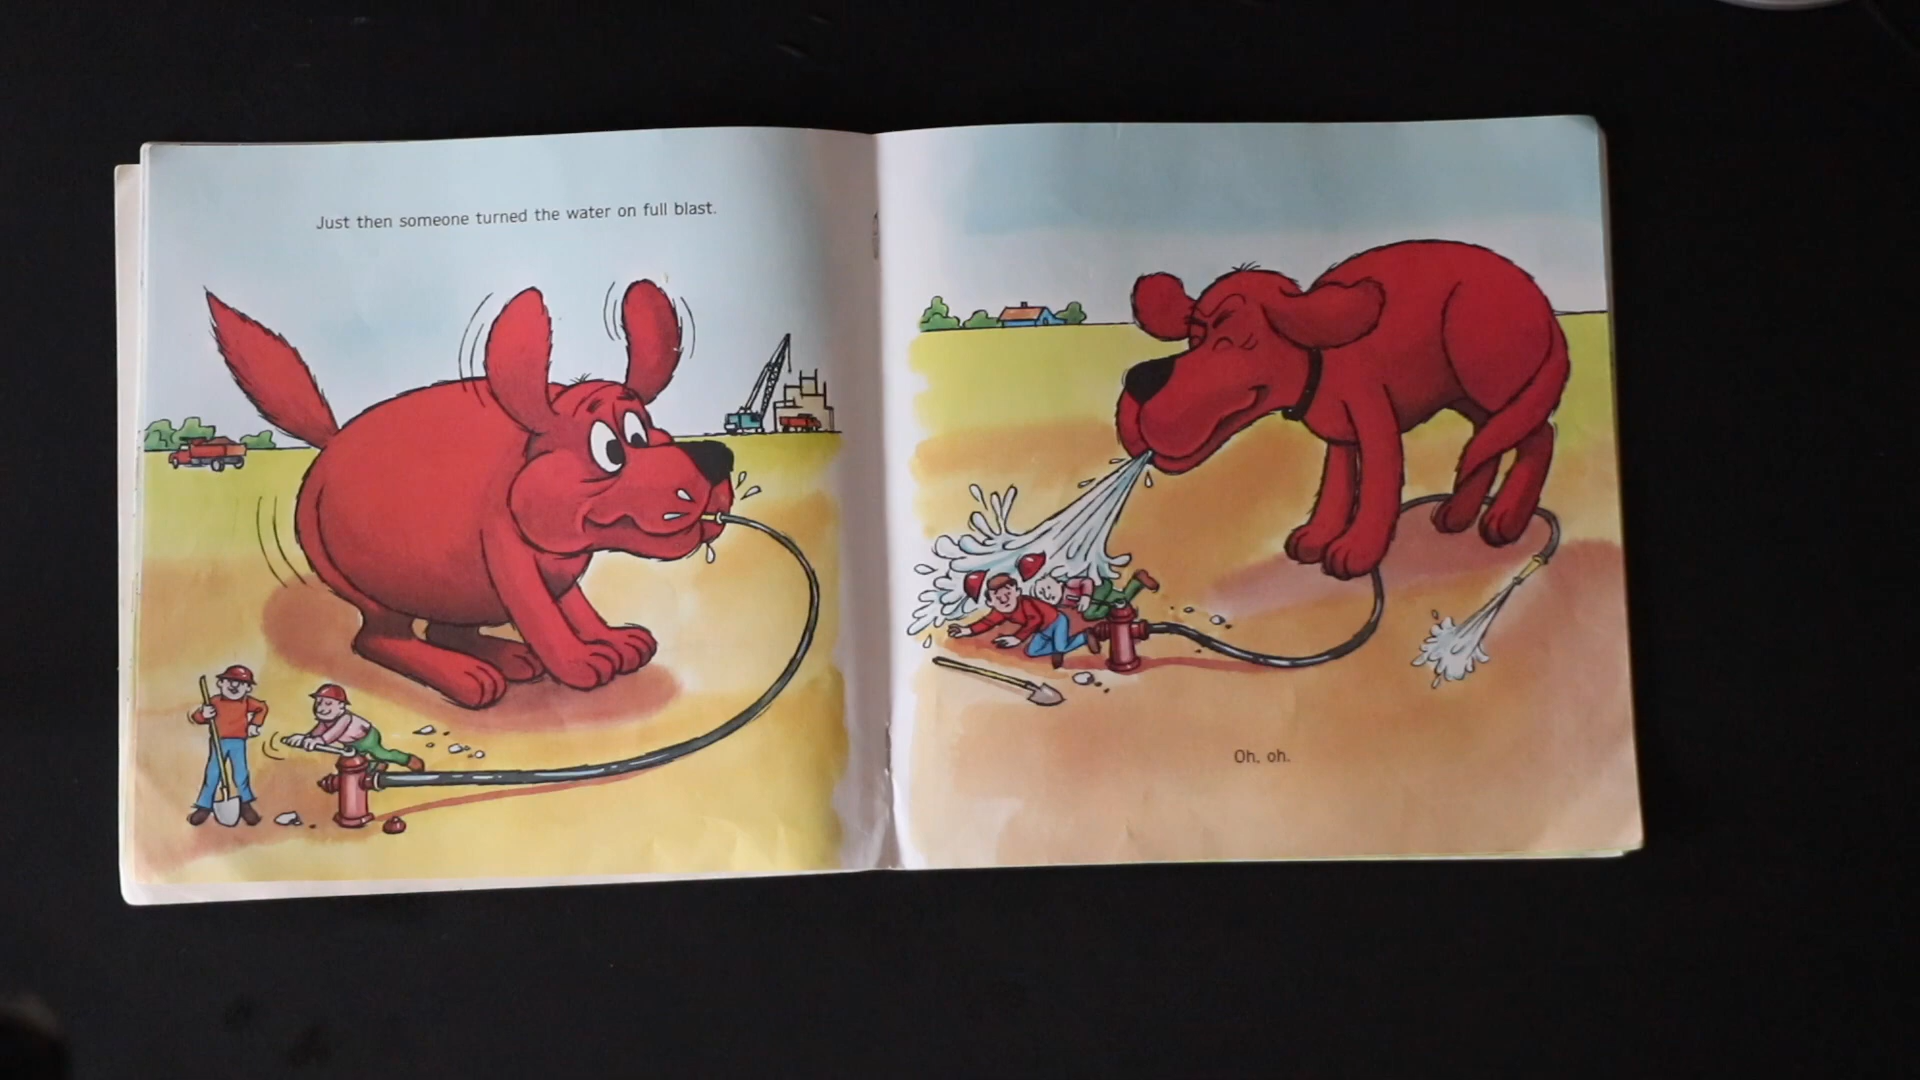 Just then someone turned the water on full blast.
Oh, oh.